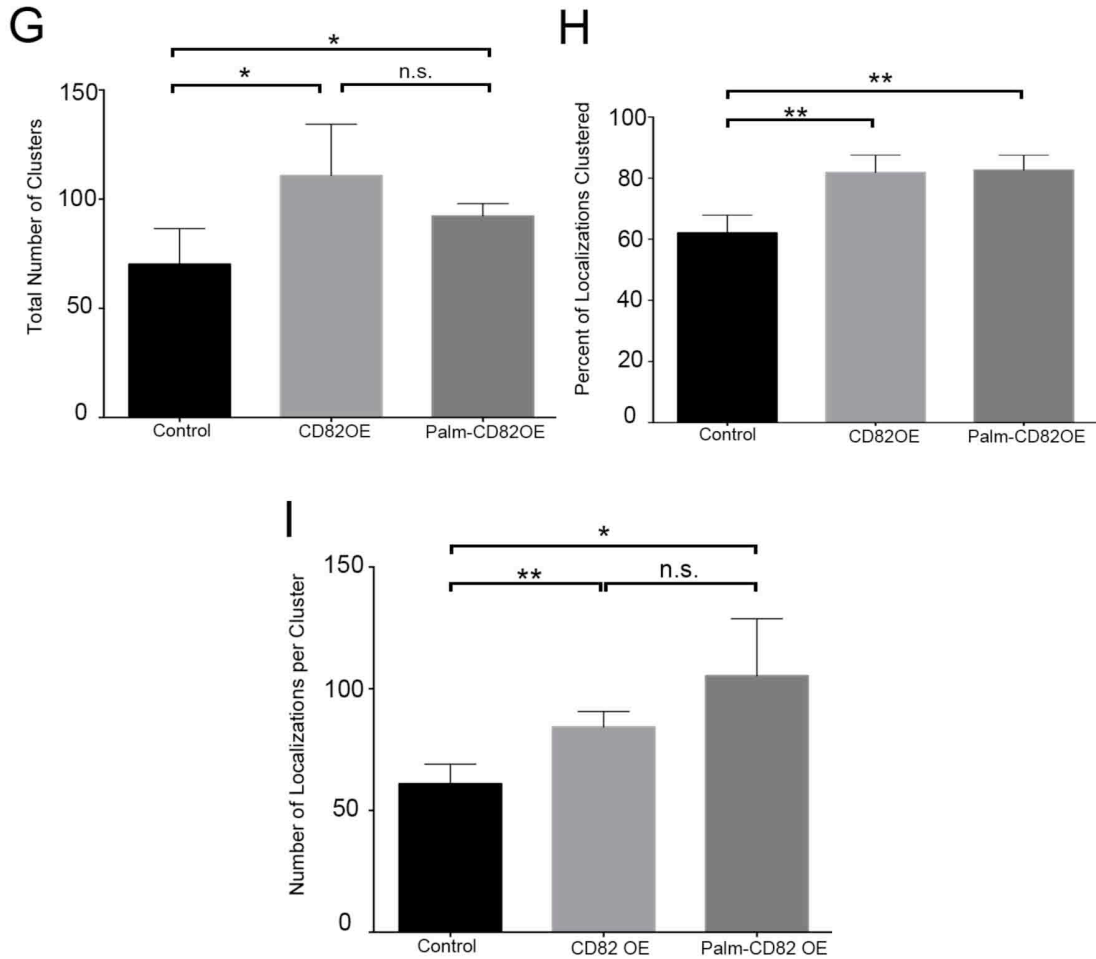 G
*
*
n.s.
Total Number of Clusters
150
100
50
0
Control
CD82OE
Palm-CD82OE
H
**
**
Percent of Localizations Clustered
100
80
60
40
20
0
Control
CD82OE
Palm-CD82OE
I
*
**
n.s.
Number of Localizations per Cluster
150
100
50
0
Control
CD82 OE
Palm-CD82 OE